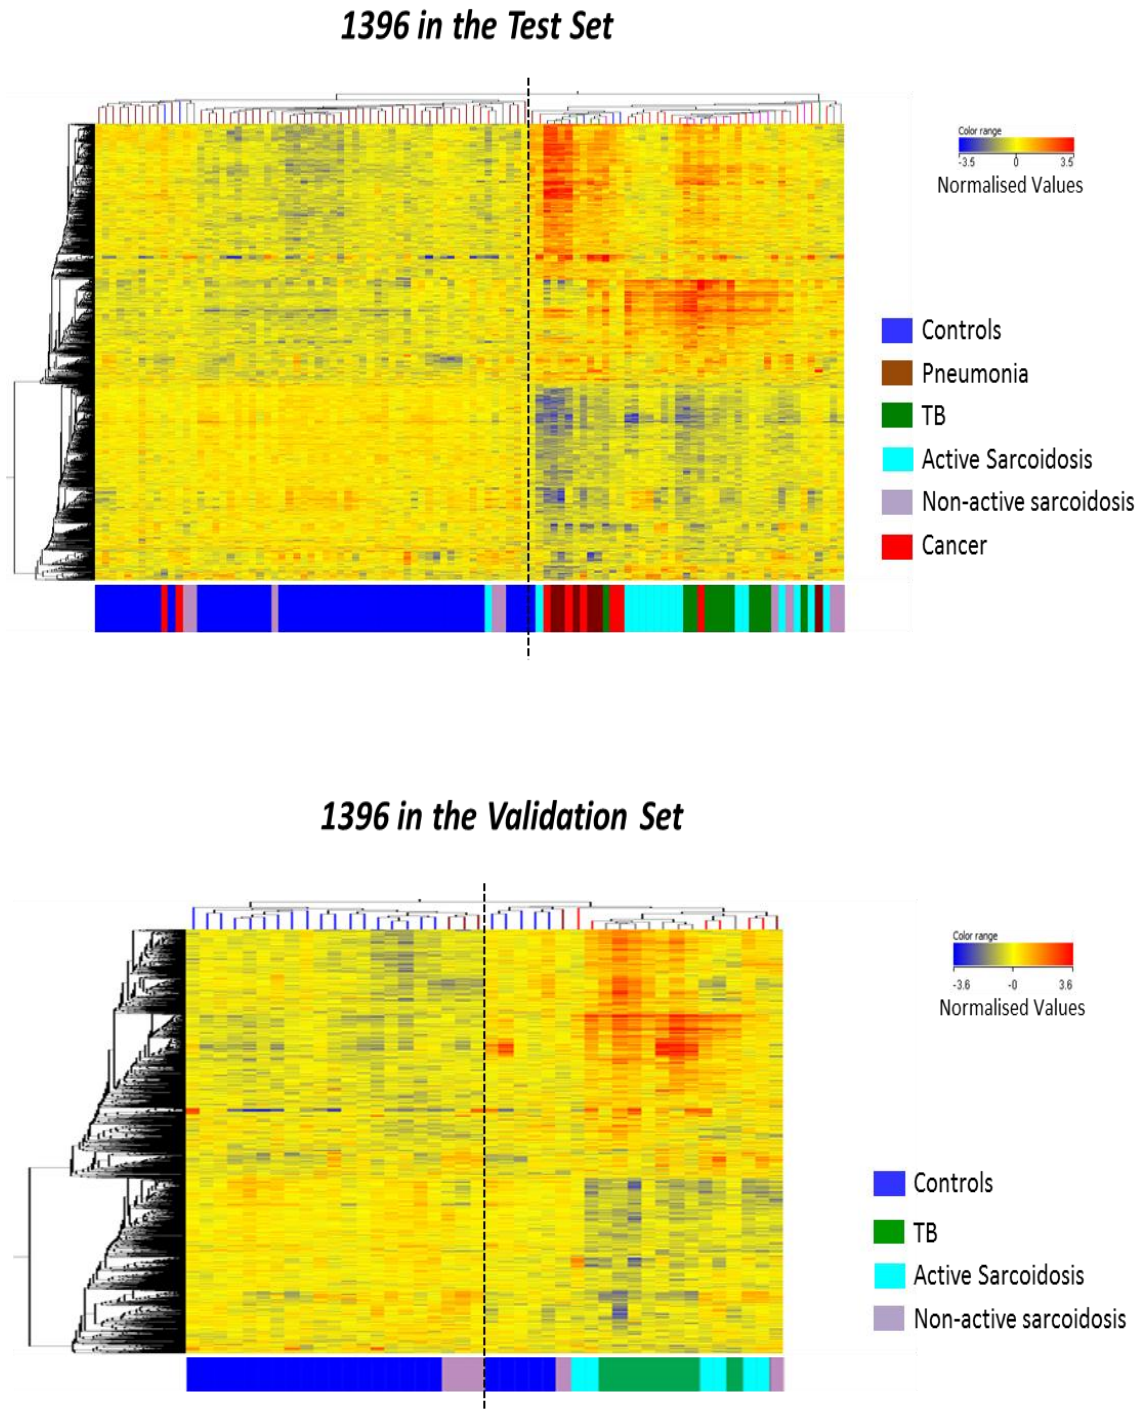 1396 in the Test Set
Color range
-3.5 0 3.5
Normalised Values
Controls
Pneumonia
TB
Active Sarcoidosis
Non-active sarcoidosis
Cancer
1396 in the Validation Set
Color range
-3.6 -0 3.6
Normalised Values
Controls
TB
Active Sarcoidosis
Non-active sarcoidosis